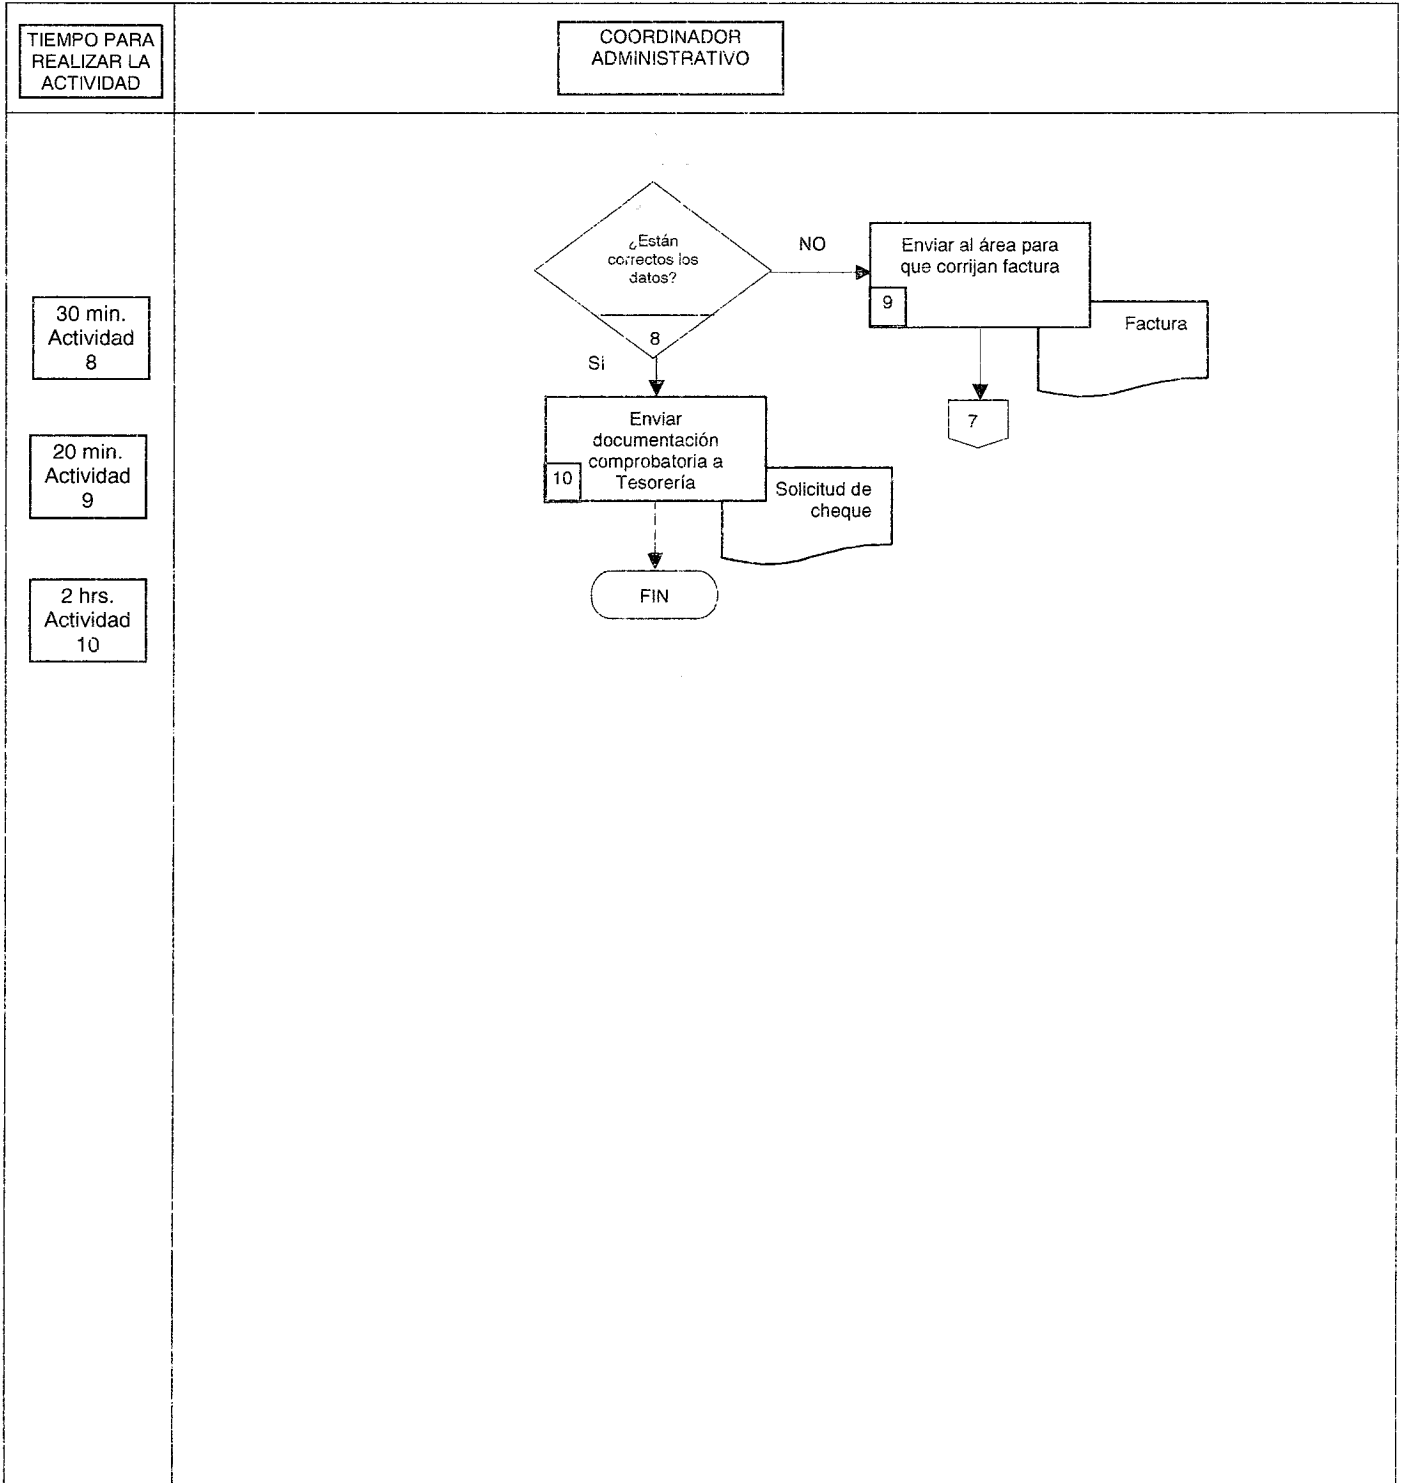 TIEMPO PARA
REALIZAR LA
ACTIVIDAD
COORDINADOR
ADMINISTRATIVO
¿Están
correctos los
datos?
8
NO
Enviar al área para
que corrijan factura
9
Factura
7
Si
Enviar
documentación
comprobatoria a
Tesorería
10
Solicitud de
cheque
FIN
30 min.
Actividad
8
20 min.
Actividad
9
2 hrs.
Actividad
10